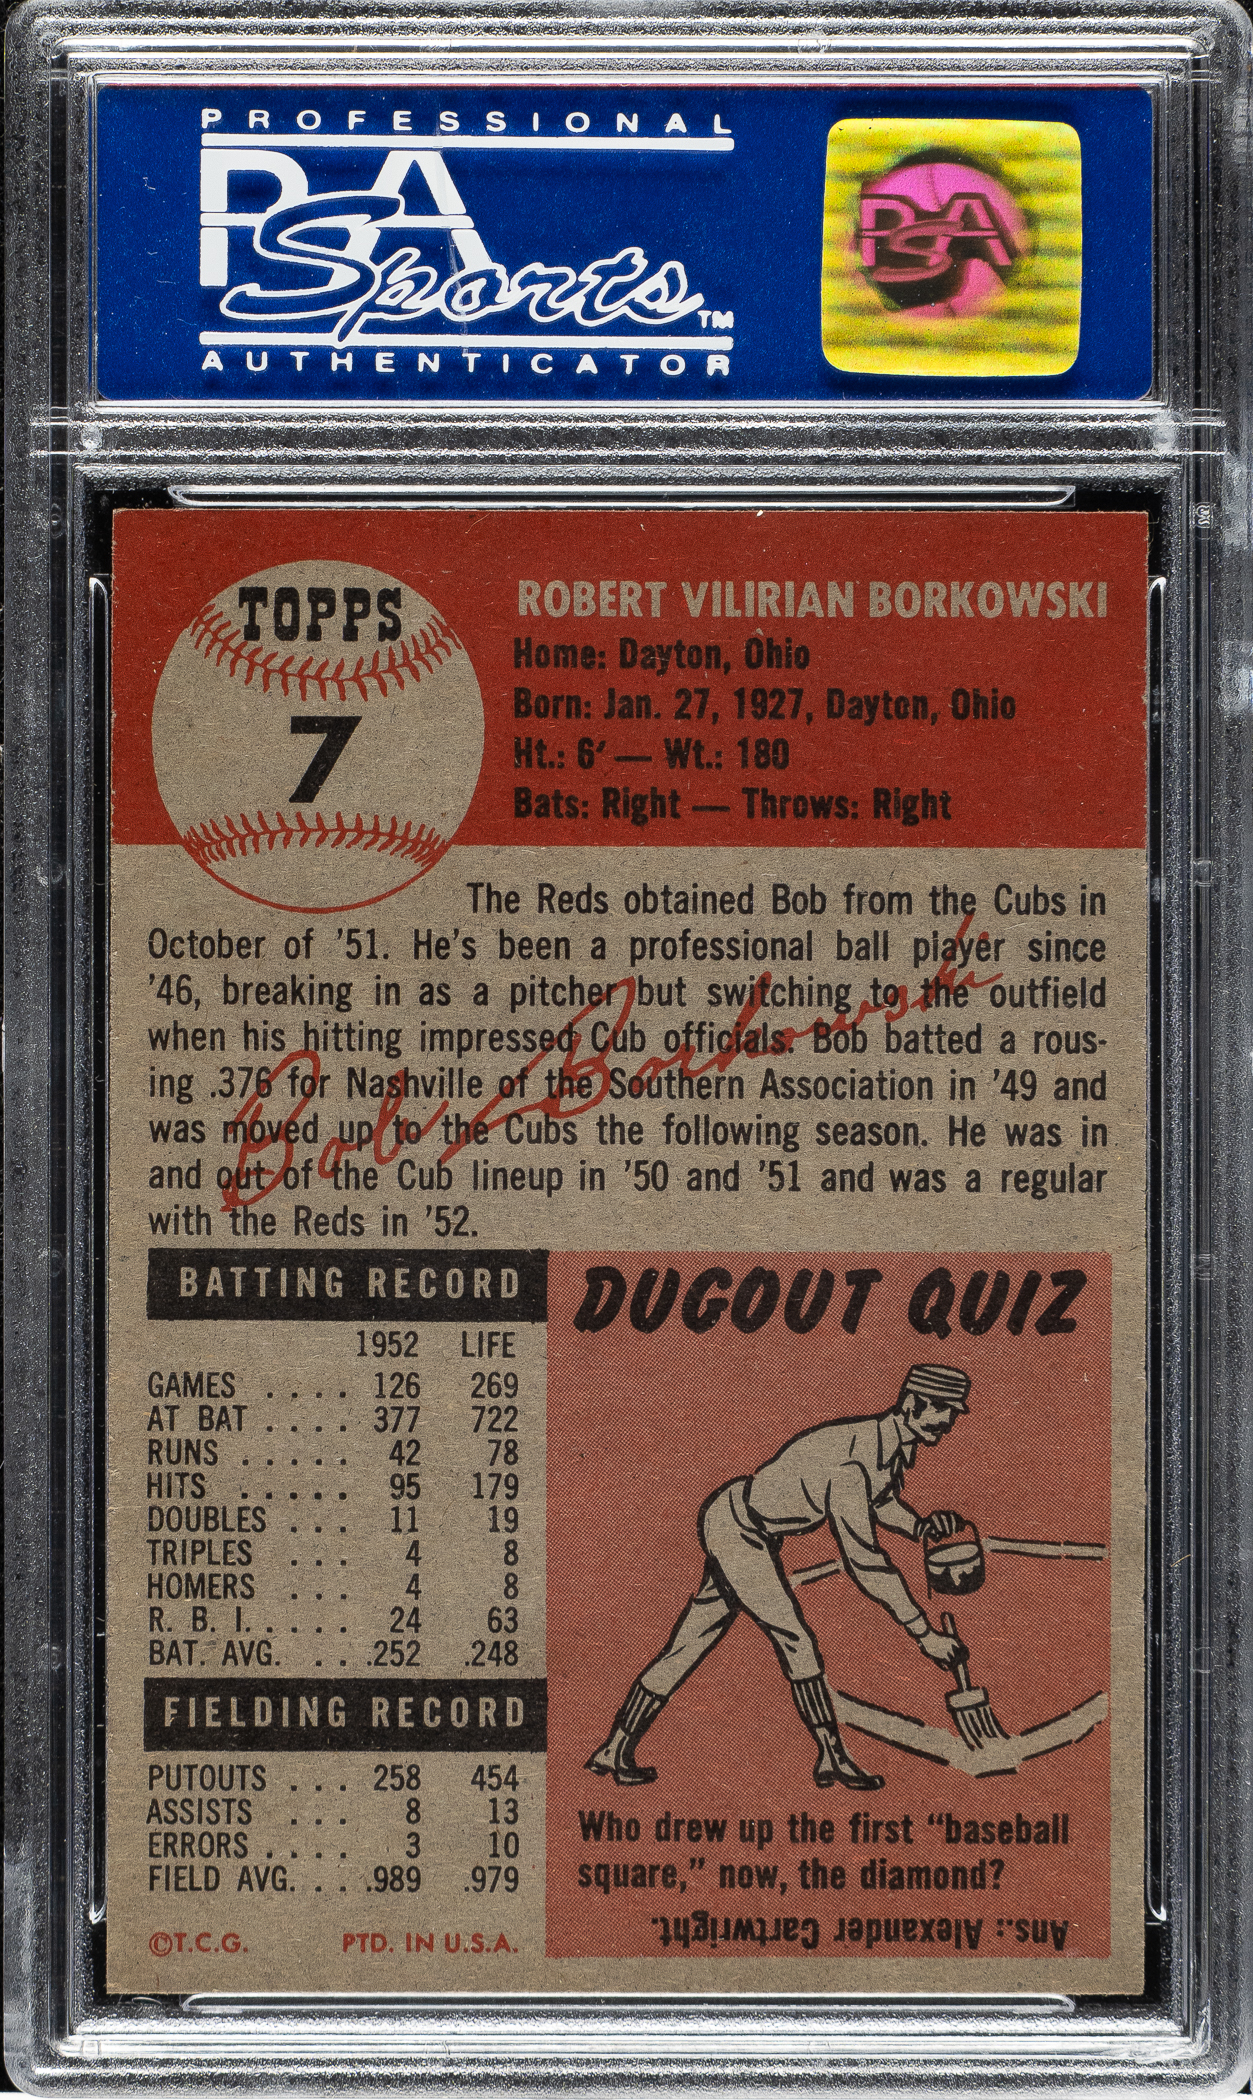 PROFESSIONAL
PSA
Sports™
AUTHENTICATOR
PSA
S
TOPPS
7
ROBERT VILIRIAN BORKOWSKI
Home: Dayton, Ohio
Born: Jan. 27, 1927, Dayton, Ohio
Ht.: 6′ — Wt.: 180
Bats: Right — Throws: Right
The Reds obtained Bob from the Cubs in
October of '51. He's been a professional ball player since
'46, breaking in as a pitcher but switching to the outfield
when his hitting impressed Cub officials. Bob batted a rous-
ing .376 for Nashville of the Southern Association in '49 and
was moved up to the Cubs the following season. He was in
and out of the Cub lineup in '50 and '51 and was a regular
with the Reds in '52.
Bob Borkowski
BATTING RECORD
1952 LIFE
GAMES . . . . 126 269
AT BAT . . . . 377 722
RUNS . . . . . 42 78
HITS . . . . . 95 179
DOUBLES . . . 11 19
TRIPLES . . . 4 8
HOMERS . . . 4 8
R. B. I. . . . . 24 63
BAT. AVG. . . .252 .248
FIELDING RECORD
PUTOUTS . . . 258 454
ASSISTS . . . 8 13
ERRORS . . . . 3 10
FIELD AVG. . . .989 .979
©T.C.G. PTD. IN U.S.A.
DUGOUT QUIZ
Who drew up the first "baseball
square," now, the diamond?
Ans.: Alexander Cartwright.